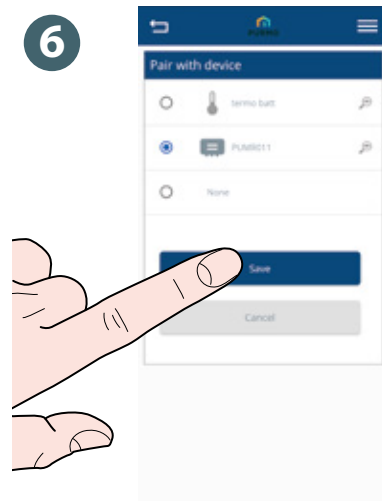 6
PURMO
Pair with device
termo batt
PUMR011
None
Save
Cancel